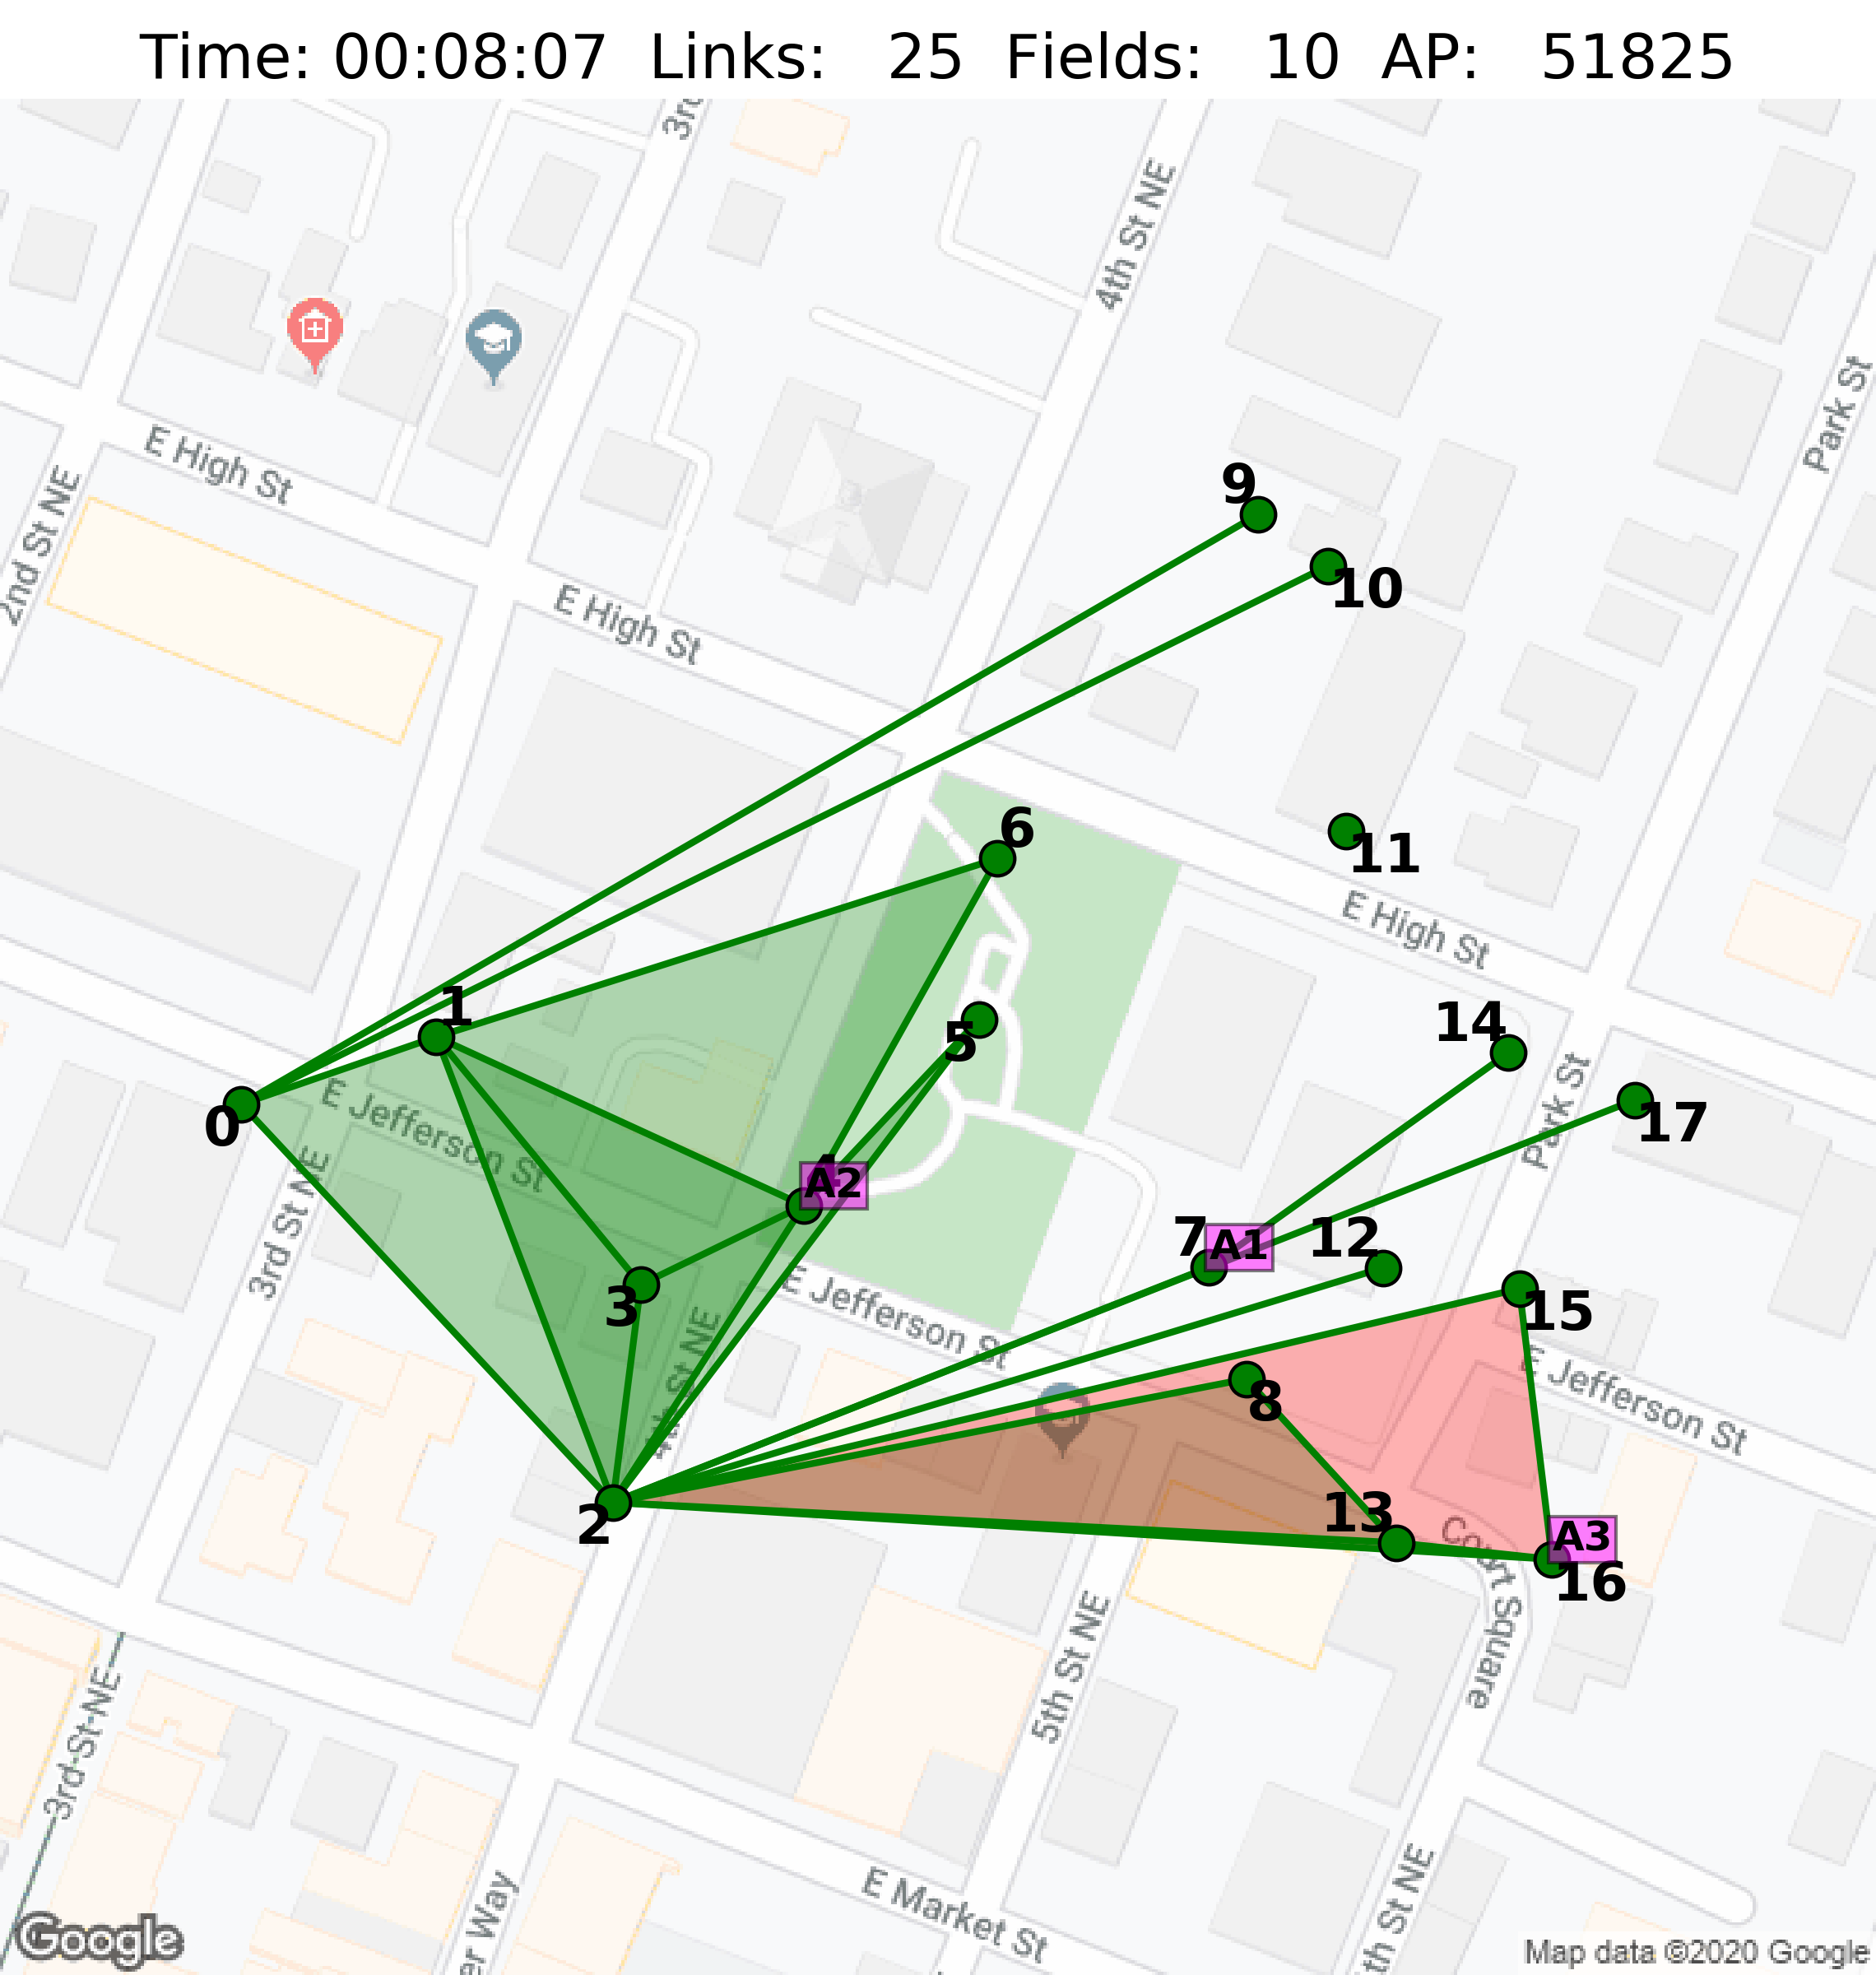 Time: 00:08:07 Links: 25 Fields: 10 AP: 51825
3rd
4th St NE
Park St
E High St
2nd St NE
9
10
E High St
6
11
E High St
1
5
14
0
E Jefferson St
Park St
17
3rd St NE
4
A2
7
A1
12
3
E Jefferson St
15
4th St NE
E Jefferson St
8
2
13
A3
16
Court Square
5th St NE
3rd St NE
E Market St
er Way
th St NE
Google
Map data ©2020 Google